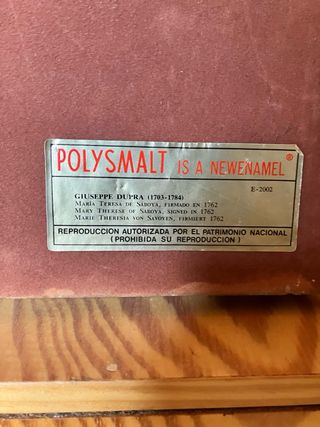 POLYSMALT IS A NEWENAMEL®
E-2002
GIUSEPPE DUPRA (1703-1784)
MARÍA TERESA DE SABOYA, FIRMADO EN 1762
MARY THERESE OF SABOYA, SIGNED IN 1762
MARIE THERESIA VON SAVOYEN, FIRMIERT 1762
REPRODUCCION AUTORIZADA POR EL PATRIMONIO NACIONAL
(PROHIBIDA SU REPRODUCCION)